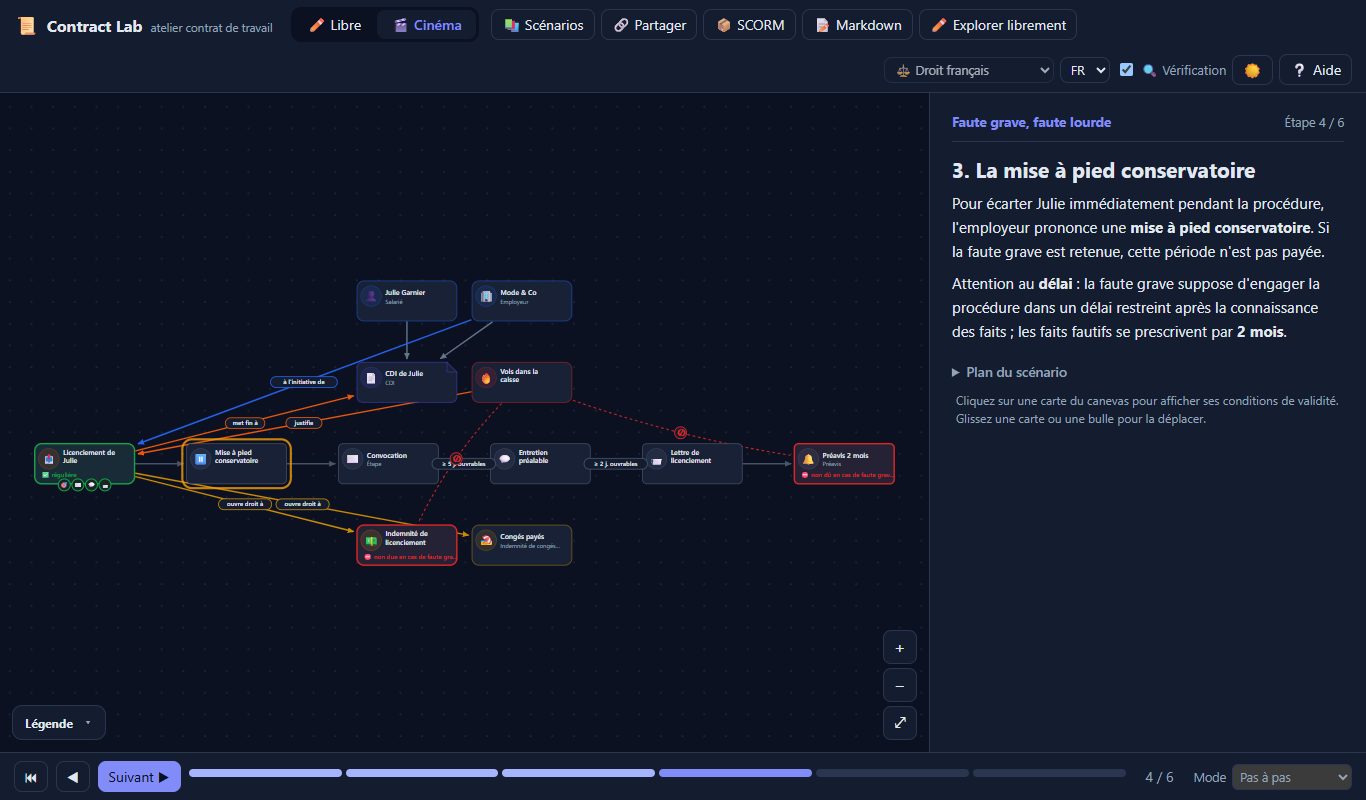 Contract Lab atelier contrat de travail
Libre
Cinéma
Scénarios
Partager
SCORM
Markdown
Explorer librement
Droit français
FR
Vérification
Aide
Faute grave, faute lourde
Étape 4 / 6
3. La mise à pied conservatoire
Pour écarter Julie immédiatement pendant la procédure,
l'employeur prononce une mise à pied conservatoire. Si
la faute grave est retenue, cette période n'est pas payée.
Attention au délai : la faute grave suppose d'engager la
procédure dans un délai restreint après la connaissance
des faits ; les faits fautifs se prescrivent par 2 mois.
Plan du scénario
Cliquez sur une carte du canevas pour afficher ses conditions de validité.
Glissez une carte ou une bulle pour la déplacer.
Julie Garnier
Salarié
Mode & Co
Employeur
à l'initiative de
CDI de Julie
CDI
Vols dans la
caisse
met fin à
justifie
Licenciement de
Julie
régulière
Mise à pied
conservatoire
Convocation
Étape
≥ 5 j. ouvrables
Entretien
préalable
≥ 2 j. ouvrables
Lettre de
licenciement
Préavis 2 mois
Préavis
non dû en cas de faute grav…
ouvre droit à
ouvre droit à
Indemnité de
licenciement
non due en cas de faute gra…
Congés payés
Indemnité de congés…
+
−
Légende
Suivant
4 / 6
Mode
Pas à pas